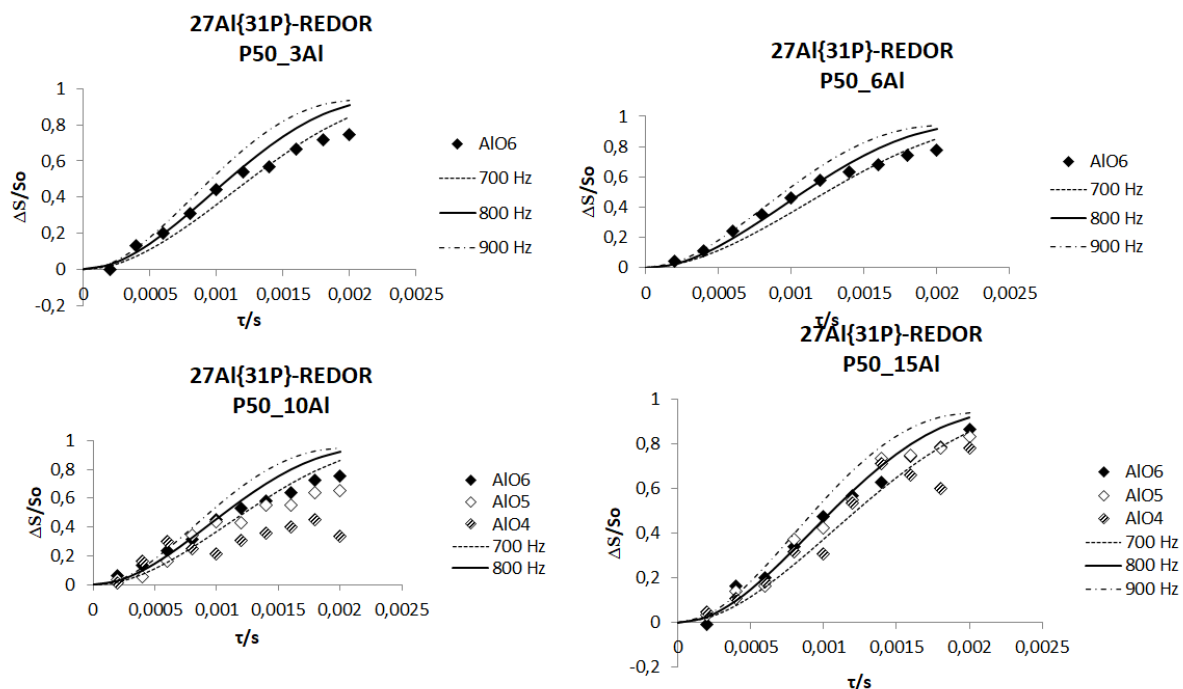 27Al{31P}-REDOR
P50_3Al
1
0,8
0,6
0,4
0,2
0
-0,2
ΔS/So
0 0,0005 0,001 0,0015 0,002 0,0025
τ/s
AlO6
700 Hz
800 Hz
900 Hz
27Al{31P}-REDOR
P50_6Al
1
0,8
0,6
0,4
0,2
0
ΔS/So
0 0,0005 0,001 0,0015 0,002 0,0025
τ/s
AlO6
700 Hz
800 Hz
900 Hz
27Al{31P}-REDOR
P50_10Al
1
0,8
0,6
0,4
0,2
0
ΔS/So
0 0,0005 0,001 0,0015 0,002 0,0025
τ/s
AlO6
AlO5
AlO4
700 Hz
800 Hz
27Al{31P}-REDOR
P50_15Al
1
0,8
0,6
0,4
0,2
0
-0,2
ΔS/So
0 0,0005 0,001 0,0015 0,002 0,0025
τ/s
AlO6
AlO5
AlO4
700 Hz
800 Hz
900 Hz